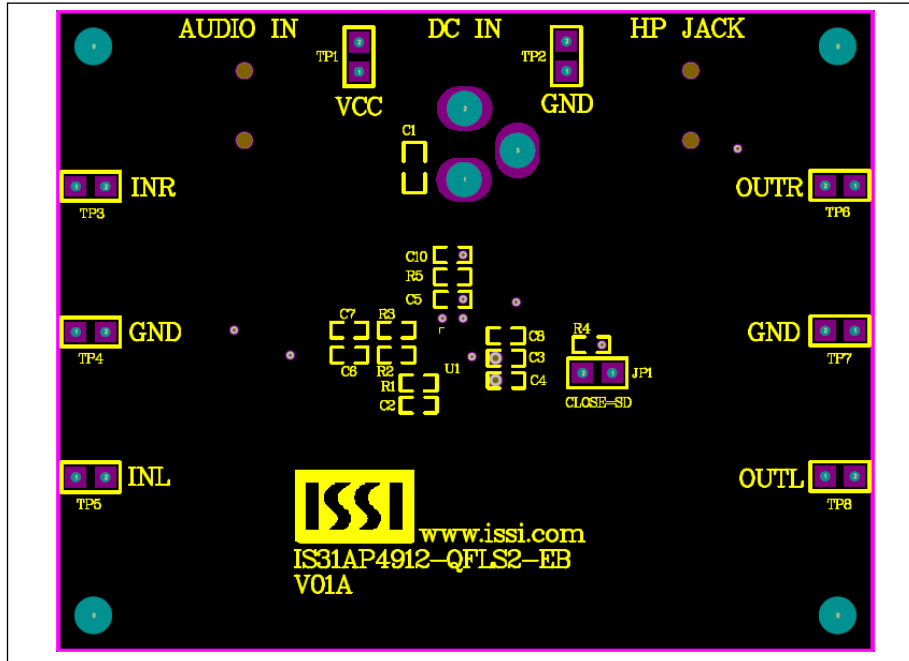 AUDIO IN DC IN HP JACK
TP1
VCC
TP2
GND
C1
INR
TP3
OUTR
TP6
C10
R5
C5
C7 R3
C6 R2
R1
C2
U1
C8
C3
C4
R4
JP1
CLOSE-SD
GND
TP4
GND
TP7
INL
TP5
OUTL
TP8
ISSI
www.issi.com
IS31AP4912-QFLS2-EB
V01A